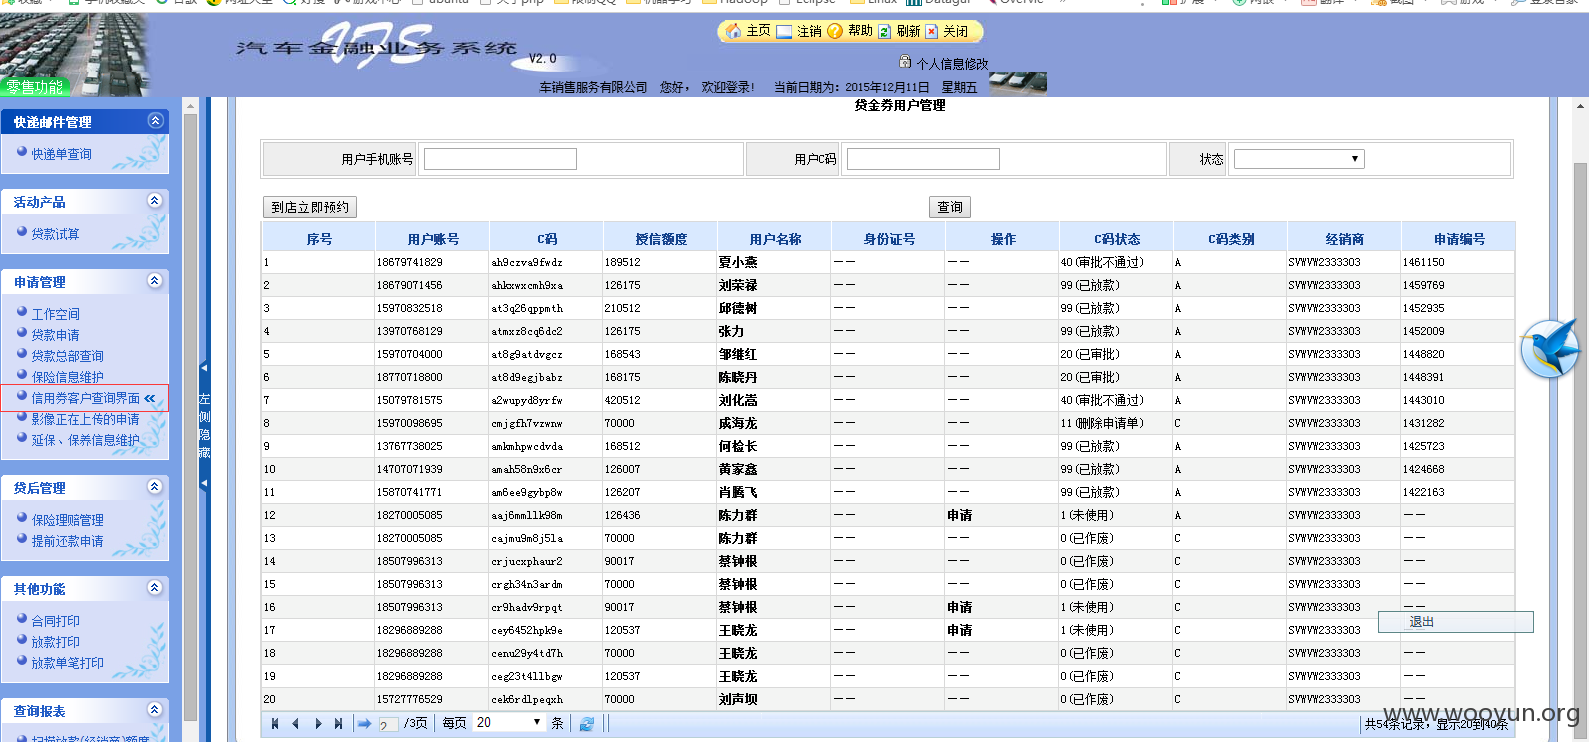 汽车金融业务系统
IFS
V2.0
主页 注销 帮助 刷新 关闭
个人信息修改
零售功能
车销售服务有限公司 您好, 欢迎登录! 当前日期为: 2015年12月11日 星期五
快递邮件管理
快递单查询
活动产品
贷款试算
申请管理
工作空间
贷款申请
贷款总部查询
保险信息维护
信用券客户查询界面
影像正在上传的申请
延保、保养信息维护
贷后管理
保险理赔管理
提前还款申请
其他功能
合同打印
放款打印
放款单笔打印
查询报表
左侧隐藏
贷金券用户管理
用户手机账号 用户C码 状态
到店立即预约 查询
序号 用户账号 C码 授信额度 用户名称 身份证号 操作 C码状态 C码类别 经销商 申请编号
1 18679741829 ah9czva9fwdz 189512 夏小燕 —— —— 40(审批不通过) A SVWVW2333303 1461150
2 18679071456 ahkxwxcmh9xa 126175 刘荣禄 —— —— 99(已放款) A SVWVW2333303 1459769
3 15970832518 at3q26qppmth 210512 邱德树 —— —— 99(已放款) A SVWVW2333303 1452935
4 13970768129 atmxz8cq6dc2 126175 张力 —— —— 99(已放款) A SVWVW2333303 1452009
5 15970704000 at8g9atdvgcz 168543 邹维红 —— —— 20(已审批) A SVWVW2333303 1448820
6 18770718800 at8d9egjbabz 168175 陈晓丹 —— —— 20(已审批) A SVWVW2333303 1448391
7 15079781575 a2wupyd8yrfw 420512 刘化嵩 —— —— 40(审批不通过) A SVWVW2333303 1443010
8 15970098695 cmjgfh7vzwnw 70000 成海龙 —— —— 11(删除申请单) C SVWVW2333303 1431282
9 13767738025 amkmhpwcdvda 168512 何检长 —— —— 99(已放款) A SVWVW2333303 1425723
10 14707071939 amah58n9x6cr 126007 黄家鑫 —— —— 99(已放款) A SVWVW2333303 1424668
11 15870741771 am6ee9gybp8w 126207 肖腾飞 —— —— 99(已放款) A SVWVW2333303 1422163
12 18270005085 aaj6mmllk98m 126436 陈力群 —— 申请 1(未使用) A SVWVW2333303 ——
13 18270005085 cajmu9m8j5la 70000 陈力群 —— —— 0(已作废) C SVWVW2333303 ——
14 18507996313 crjucxphaur2 90017 蔡钟根 —— —— 0(已作废) C SVWVW2333303 ——
15 18507996313 crgh34n3ardm 70000 蔡钟根 —— —— 0(已作废) C SVWVW2333303 ——
16 18507996313 cr9hadv9rpqt 90017 蔡钟根 —— 申请 1(未使用) C SVWVW2333303 ——
17 18296889288 cey6452hpk9e 120537 王晓龙 —— 申请 1(未使用) C SVWVW2333303
18 18296889288 cenu29y4td7h 70000 王晓龙 —— —— 0(已作废) C SVWVW2333303 ——
19 18296889288 ceg23t4llbgw 120537 王晓龙 —— —— 0(已作废) C SVWVW2333303 ——
20 15727776529 cek6rdlpeqxh 70000 刘声坝 —— —— 0(已作废) C SVWVW2333303 ——
退出
2 /3页 每页 20 条 共54条记录, 显示20到40条
www.wooyun.org